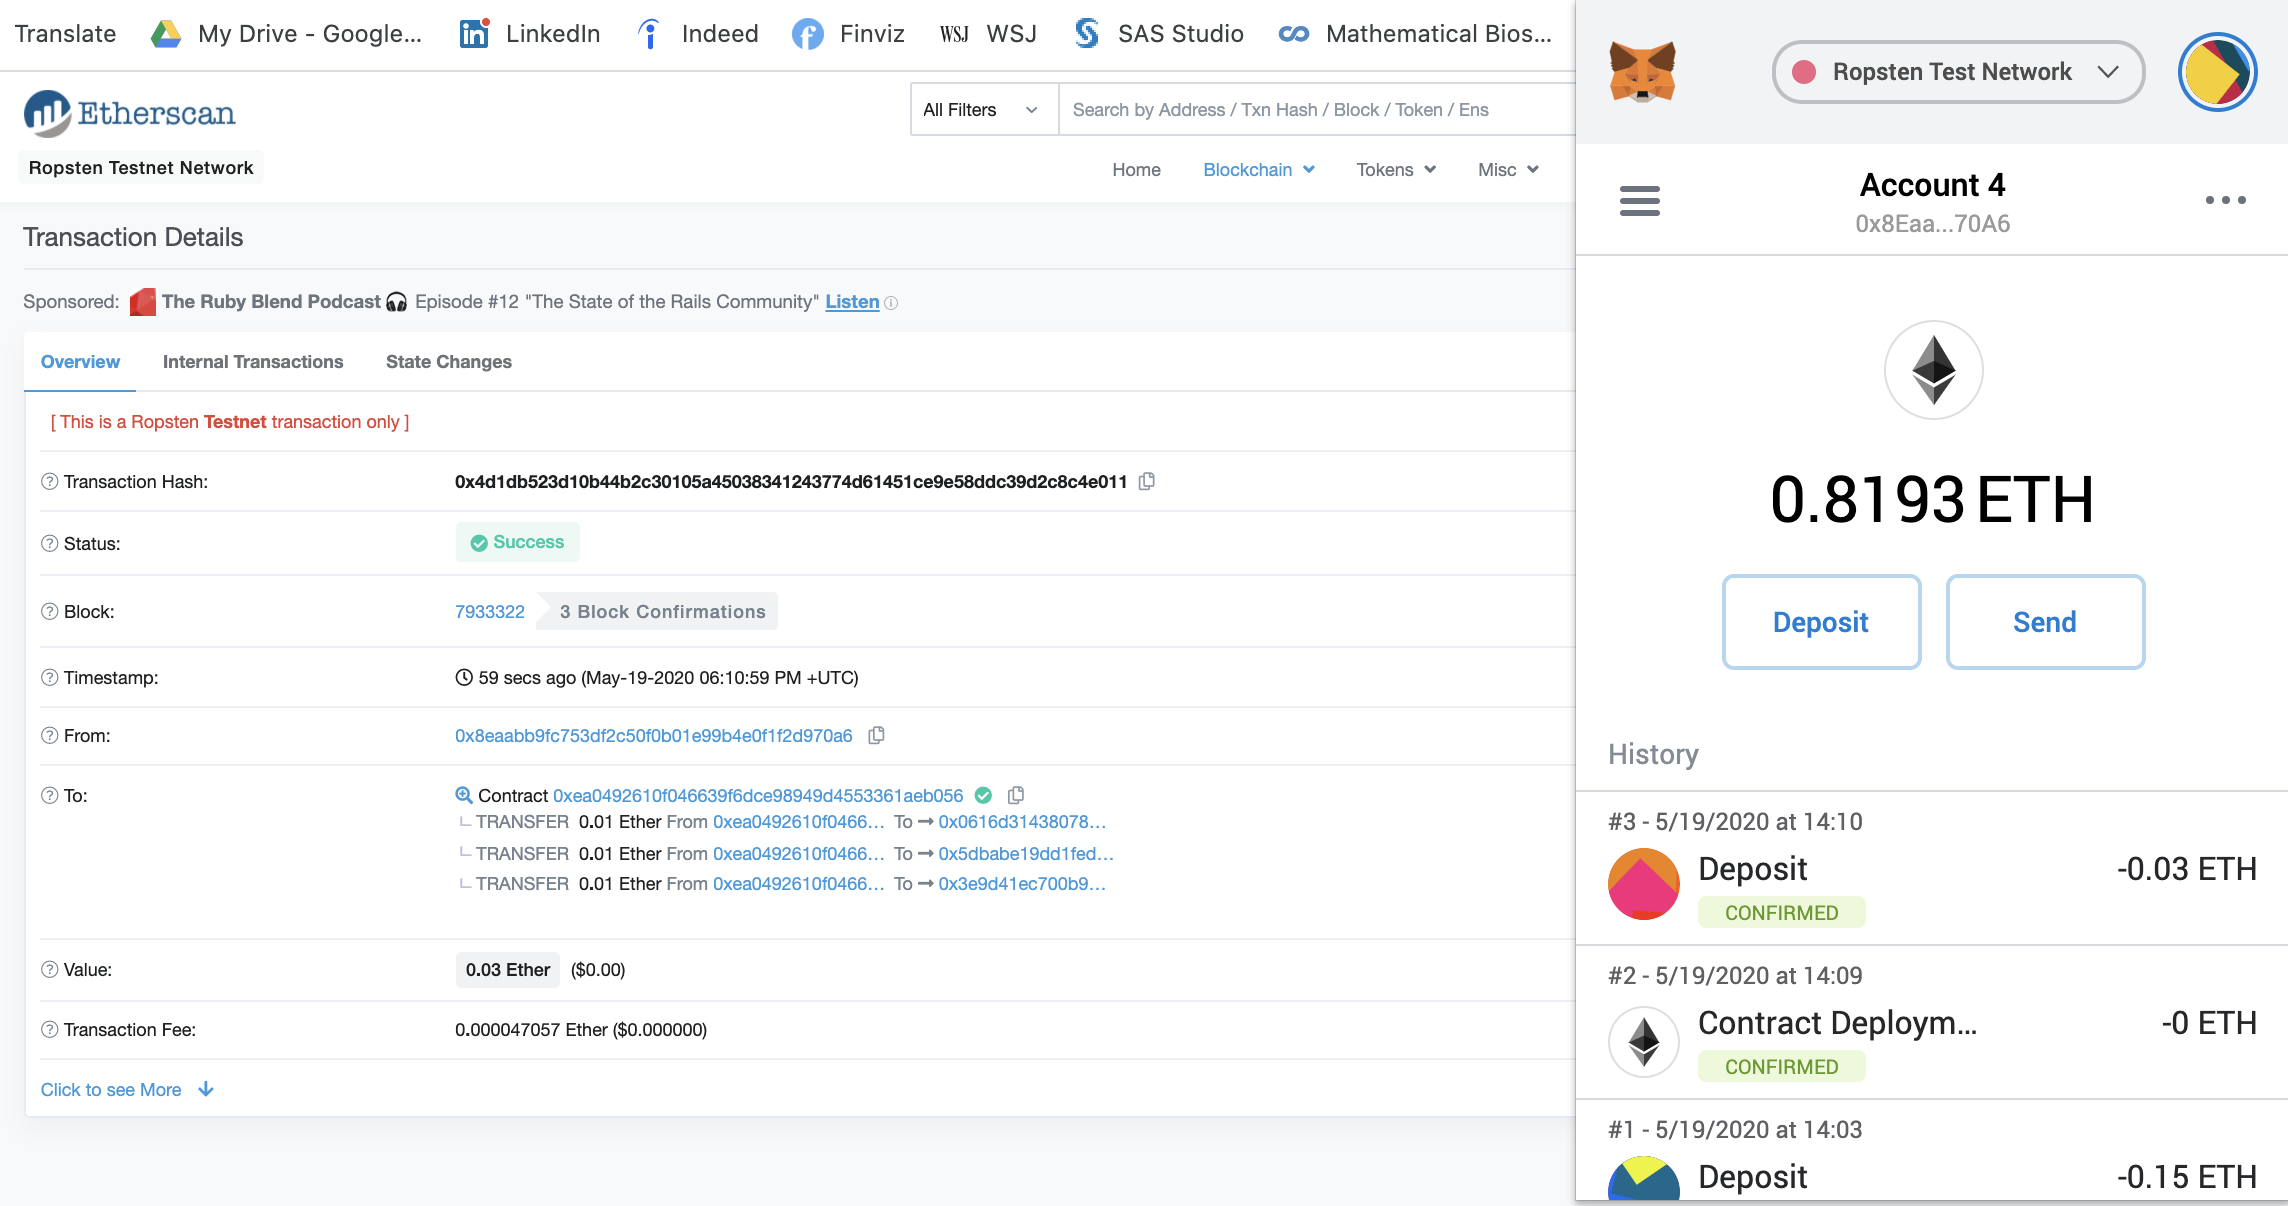 Translate My Drive - Google... LinkedIn Indeed Finviz WSJ WSJ SAS Studio Mathematical Bios...
Etherscan
Ropsten Testnet Network
All Filters Search by Address / Txn Hash / Block / Token / Ens
Home Blockchain Tokens Misc
Transaction Details
Sponsored: The Ruby Blend Podcast Episode #12 "The State of the Rails Community" Listen
Overview Internal Transactions State Changes
[ This is a Ropsten Testnet transaction only ]
Transaction Hash: 0x4d1db523d10b44b2c30105a45038341243774d61451ce9e58ddc39d2c8c4e011
Status: Success
Block: 7933322 3 Block Confirmations
Timestamp: 59 secs ago (May-19-2020 06:10:59 PM +UTC)
From: 0x8eaabb9fc753df2c50f0b01e99b4e0f1f2d970a6
To: Contract 0xea0492610f046639f6dce98949d4553361aeb056
TRANSFER 0.01 Ether From 0xea0492610f0466... To 0x0616d31438078...
TRANSFER 0.01 Ether From 0xea0492610f0466... To 0x5dbabe19dd1fed...
TRANSFER 0.01 Ether From 0xea0492610f0466... To 0x3e9d41ec700b9...
Value: 0.03 Ether ($0.00)
Transaction Fee: 0.000047057 Ether ($0.000000)
Click to see More
Ropsten Test Network
Account 4
0x8Eaa...70A6
0.8193 ETH
Deposit Send
History
#3 - 5/19/2020 at 14:10
Deposit -0.03 ETH
CONFIRMED
#2 - 5/19/2020 at 14:09
Contract Deploym... -0 ETH
CONFIRMED
#1 - 5/19/2020 at 14:03
Deposit -0.15 ETH